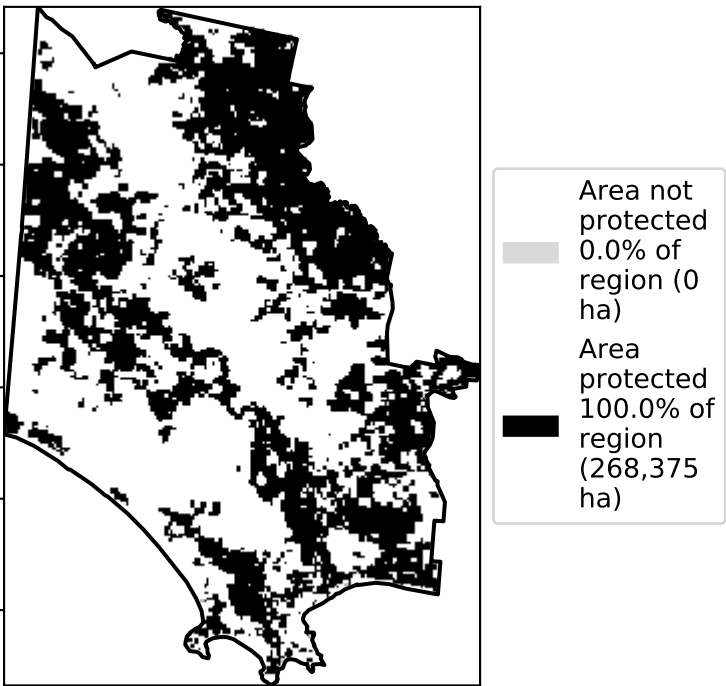 Area not
protected
0.0% of
region (0
ha)
Area
protected
100.0% of
region
(268,375
ha)